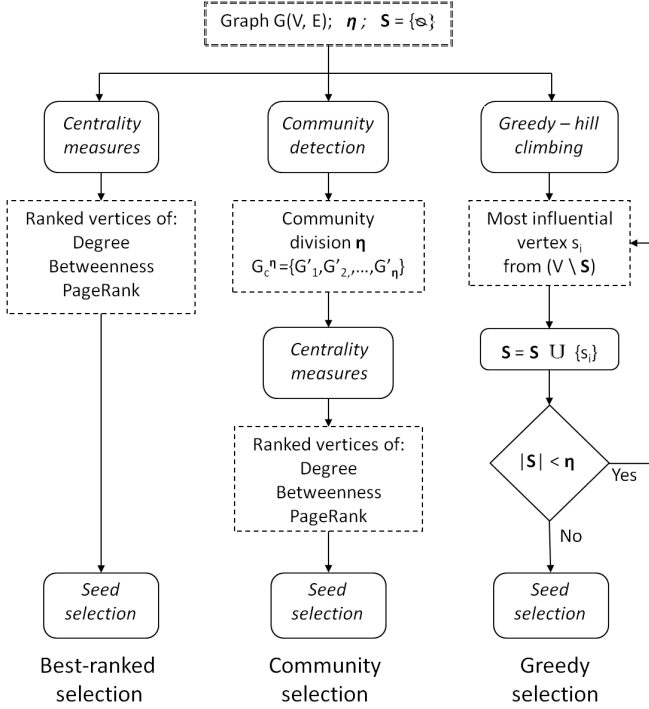 Graph G(V, E); η ; S = {ⱷ}
Centrality
measures
Community
detection
Greedy – hill
climbing
Ranked vertices of:
Degree
Betweenness
PageRank
Community
division η
Gcη={G’1,G’2,,...,G’η}
Most influential
vertex si
from (V \ S)
Centrality
measures
S = S U {si}
Ranked vertices of:
Degree
Betweenness
PageRank
|S| < η
Yes
No
Seed
selection
Seed
selection
Seed
selection
Best-ranked
selection
Community
selection
Greedy
selection